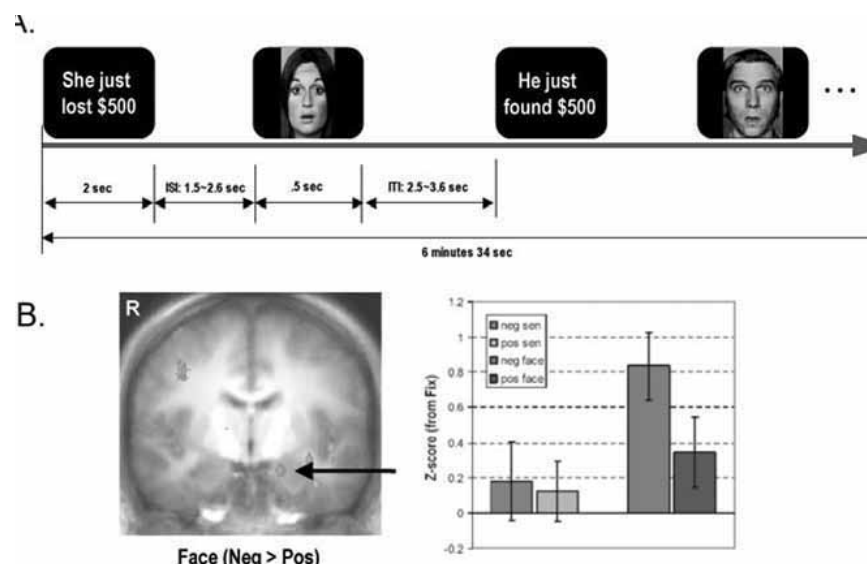 A.
She just
lost $500
He just
found $500
...
2 sec
ISI: 1.5~2.6 sec
.5 sec
ITI: 2.5~3.6 sec
6 minutes 34 sec
B.
R
Face (Neg > Pos)
Z-score (from Fix)
1.2
1
0.8
0.6
0.4
0.2
0
-0.2
neg sen
pos sen
neg face
pos face